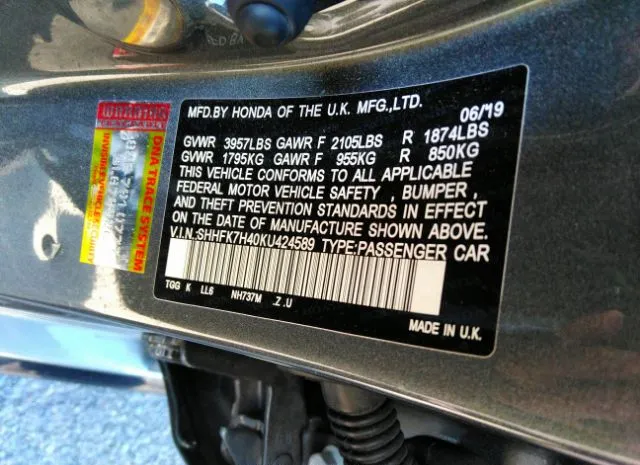 MFD.BY HONDA OF THE U.K. MFG.,LTD. 06/19
GVWR 3957LBS GAWR F 2105LBS R 1874LBS
GVWR 1795KG GAWR F 955KG R 850KG
THIS VEHICLE CONFORMS TO ALL APPLICABLE
FEDERAL MOTOR VEHICLE SAFETY , BUMPER ,
AND THEFT PREVENTION STANDARDS IN EFFECT
ON THE DATE OF MANUFACTURE SHOWN ABOVE.
V.I.N.:SHHFK7H40KU424589 TYPE:PASSENGER CAR
TGG K LL6 NH737M .Z.U
MADE IN U.K.
WARNING
DNA TRACE SYSTEM